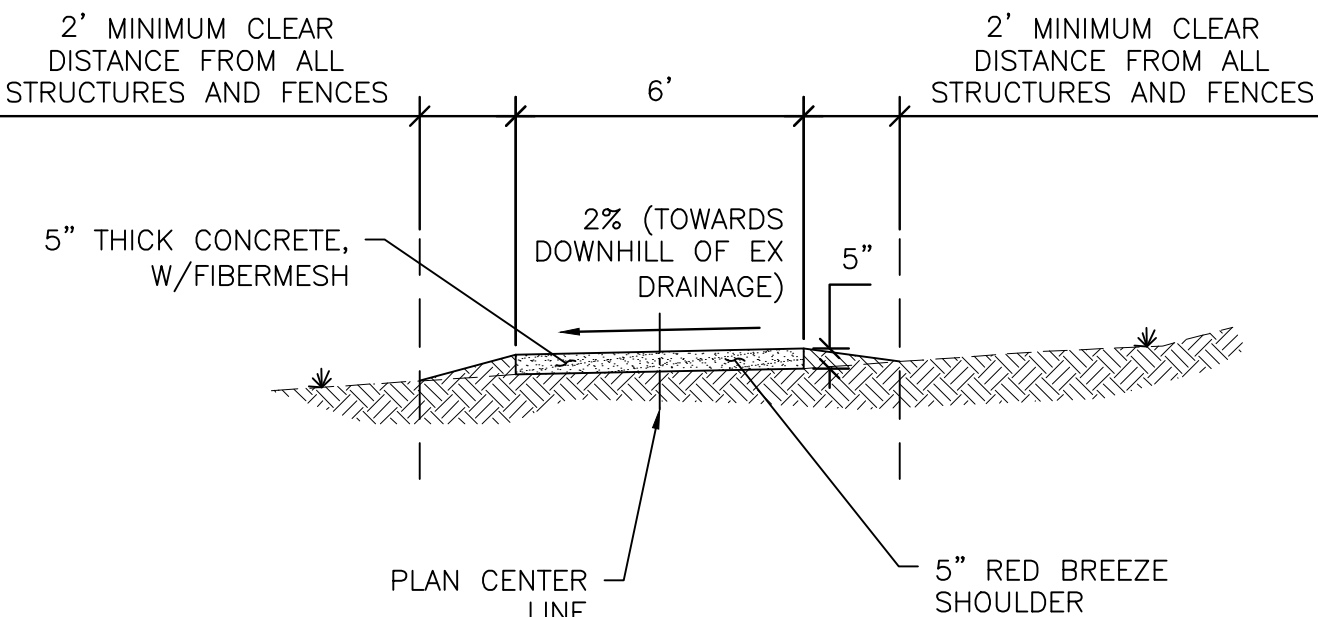 2’ MINIMUM CLEAR
DISTANCE FROM ALL
STRUCTURES AND FENCES
6’
2’ MINIMUM CLEAR
DISTANCE FROM ALL
STRUCTURES AND FENCES
5” THICK CONCRETE,
W/FIBERMESH
2% (TOWARDS
DOWNHILL OF EX
DRAINAGE)
5”
PLAN CENTER
LINE
5” RED BREEZE
SHOULDER